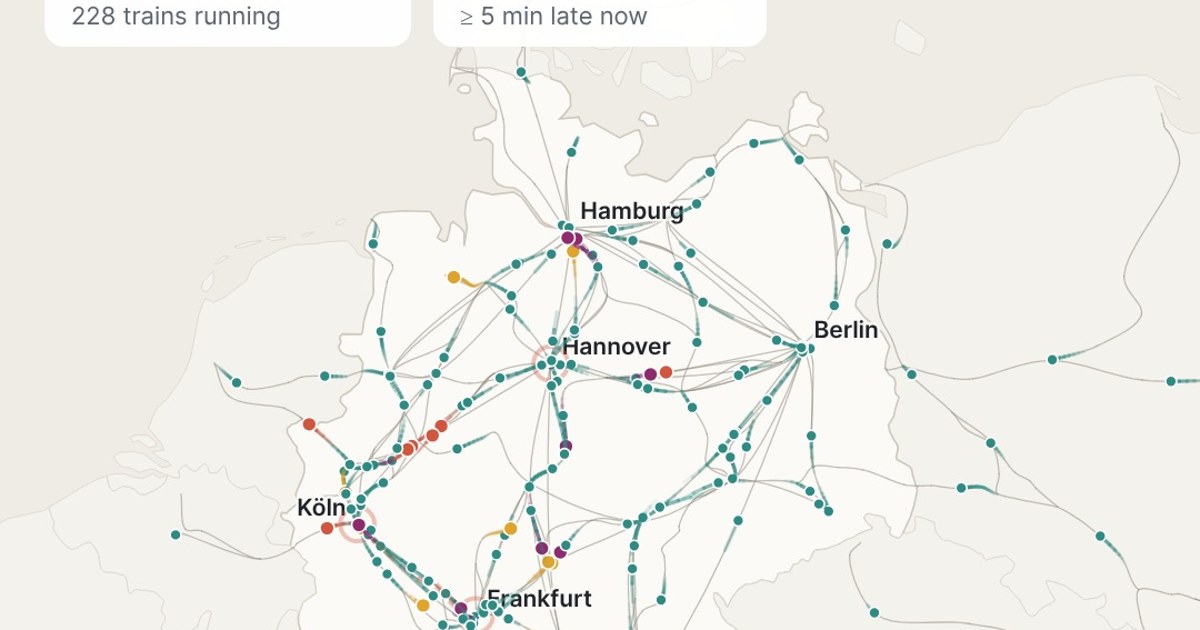 228 trains running
≥ 5 min late now
Hamburg
Berlin
Hannover
Köln
Frankfurt